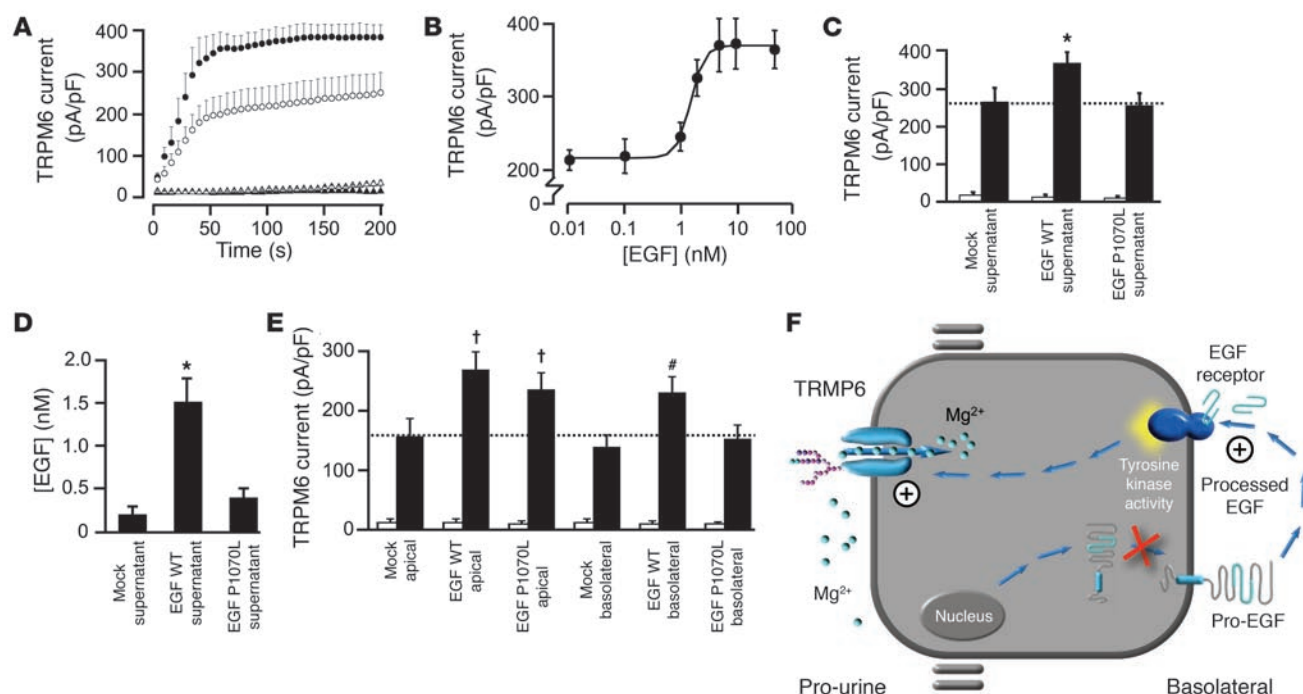 A
TRPM6 current
(pA/pF)
400
300
200
100
0
0
50
100
150
200
Time (s)
B
TRPM6 current
(pA/pF)
400
300
200
0
0.01
0.1
1
10
100
[EGF] (nM)
C
TRPM6 current
(pA/pF)
400
300
200
100
0
*
Mock
supernatant
EGF WT
supernatant
EGF P1070L
supernatant
D
[EGF] (nM)
2.0
1.5
1.0
0.5
0
*
Mock
supernatant
EGF WT
supernatant
EGF P1070L
supernatant
E
TRPM6 current (pA/pF)
300
200
100
0
†
†
#
Mock
apical
EGF WT
apical
EGF P1070L
apical
Mock
basolateral
EGF WT
basolateral
EGF P1070L
basolateral
F
TRMP6
Mg2+
EGF
receptor
+
+
Tyrosine
kinase
activity
Processed
EGF
Mg2+
Nucleus
Pro-EGF
Pro-urine
Basolateral